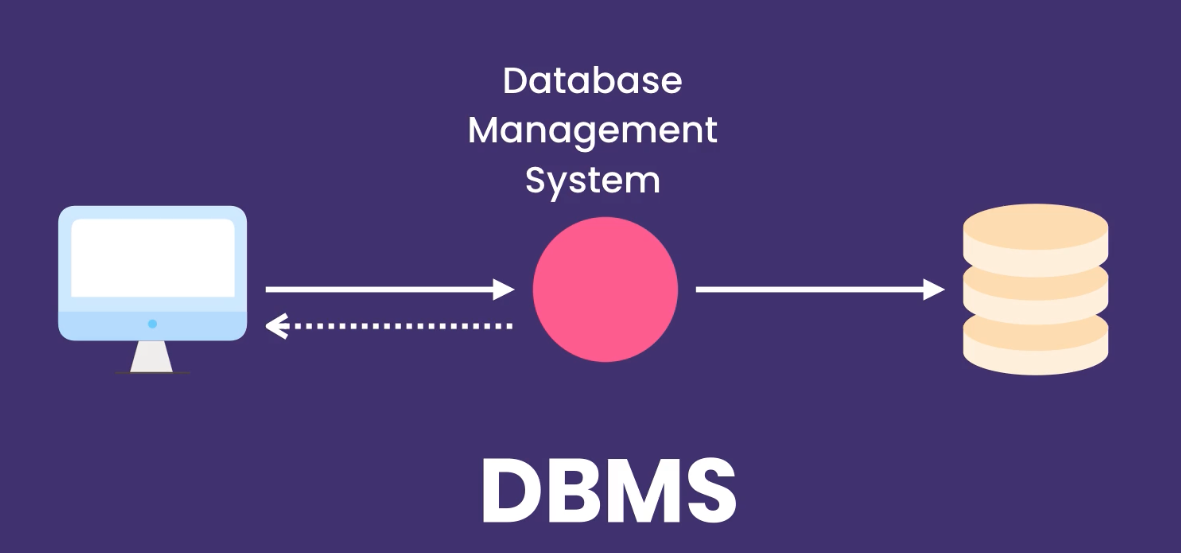 Database
Management
System
DBMS